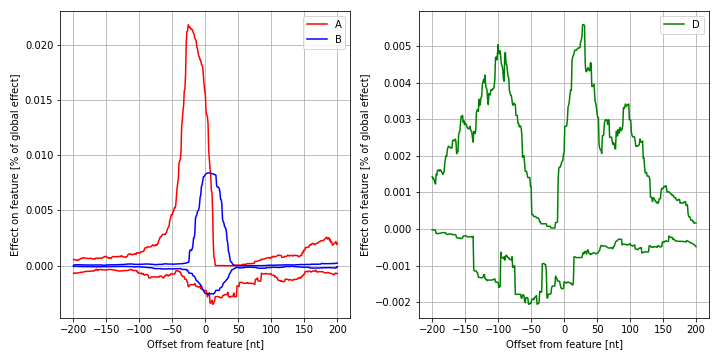 A
B
0.020
0.015
0.010
0.005
0.000
Effect on feature [% of global effect]
−200 −150 −100 −50 0 50 100 150 200
Offset from feature [nt]
D
0.005
0.004
0.003
0.002
0.001
0.000
−0.001
−0.002
Effect on feature [% of global effect]
−200 −150 −100 −50 0 50 100 150 200
Offset from feature [nt]